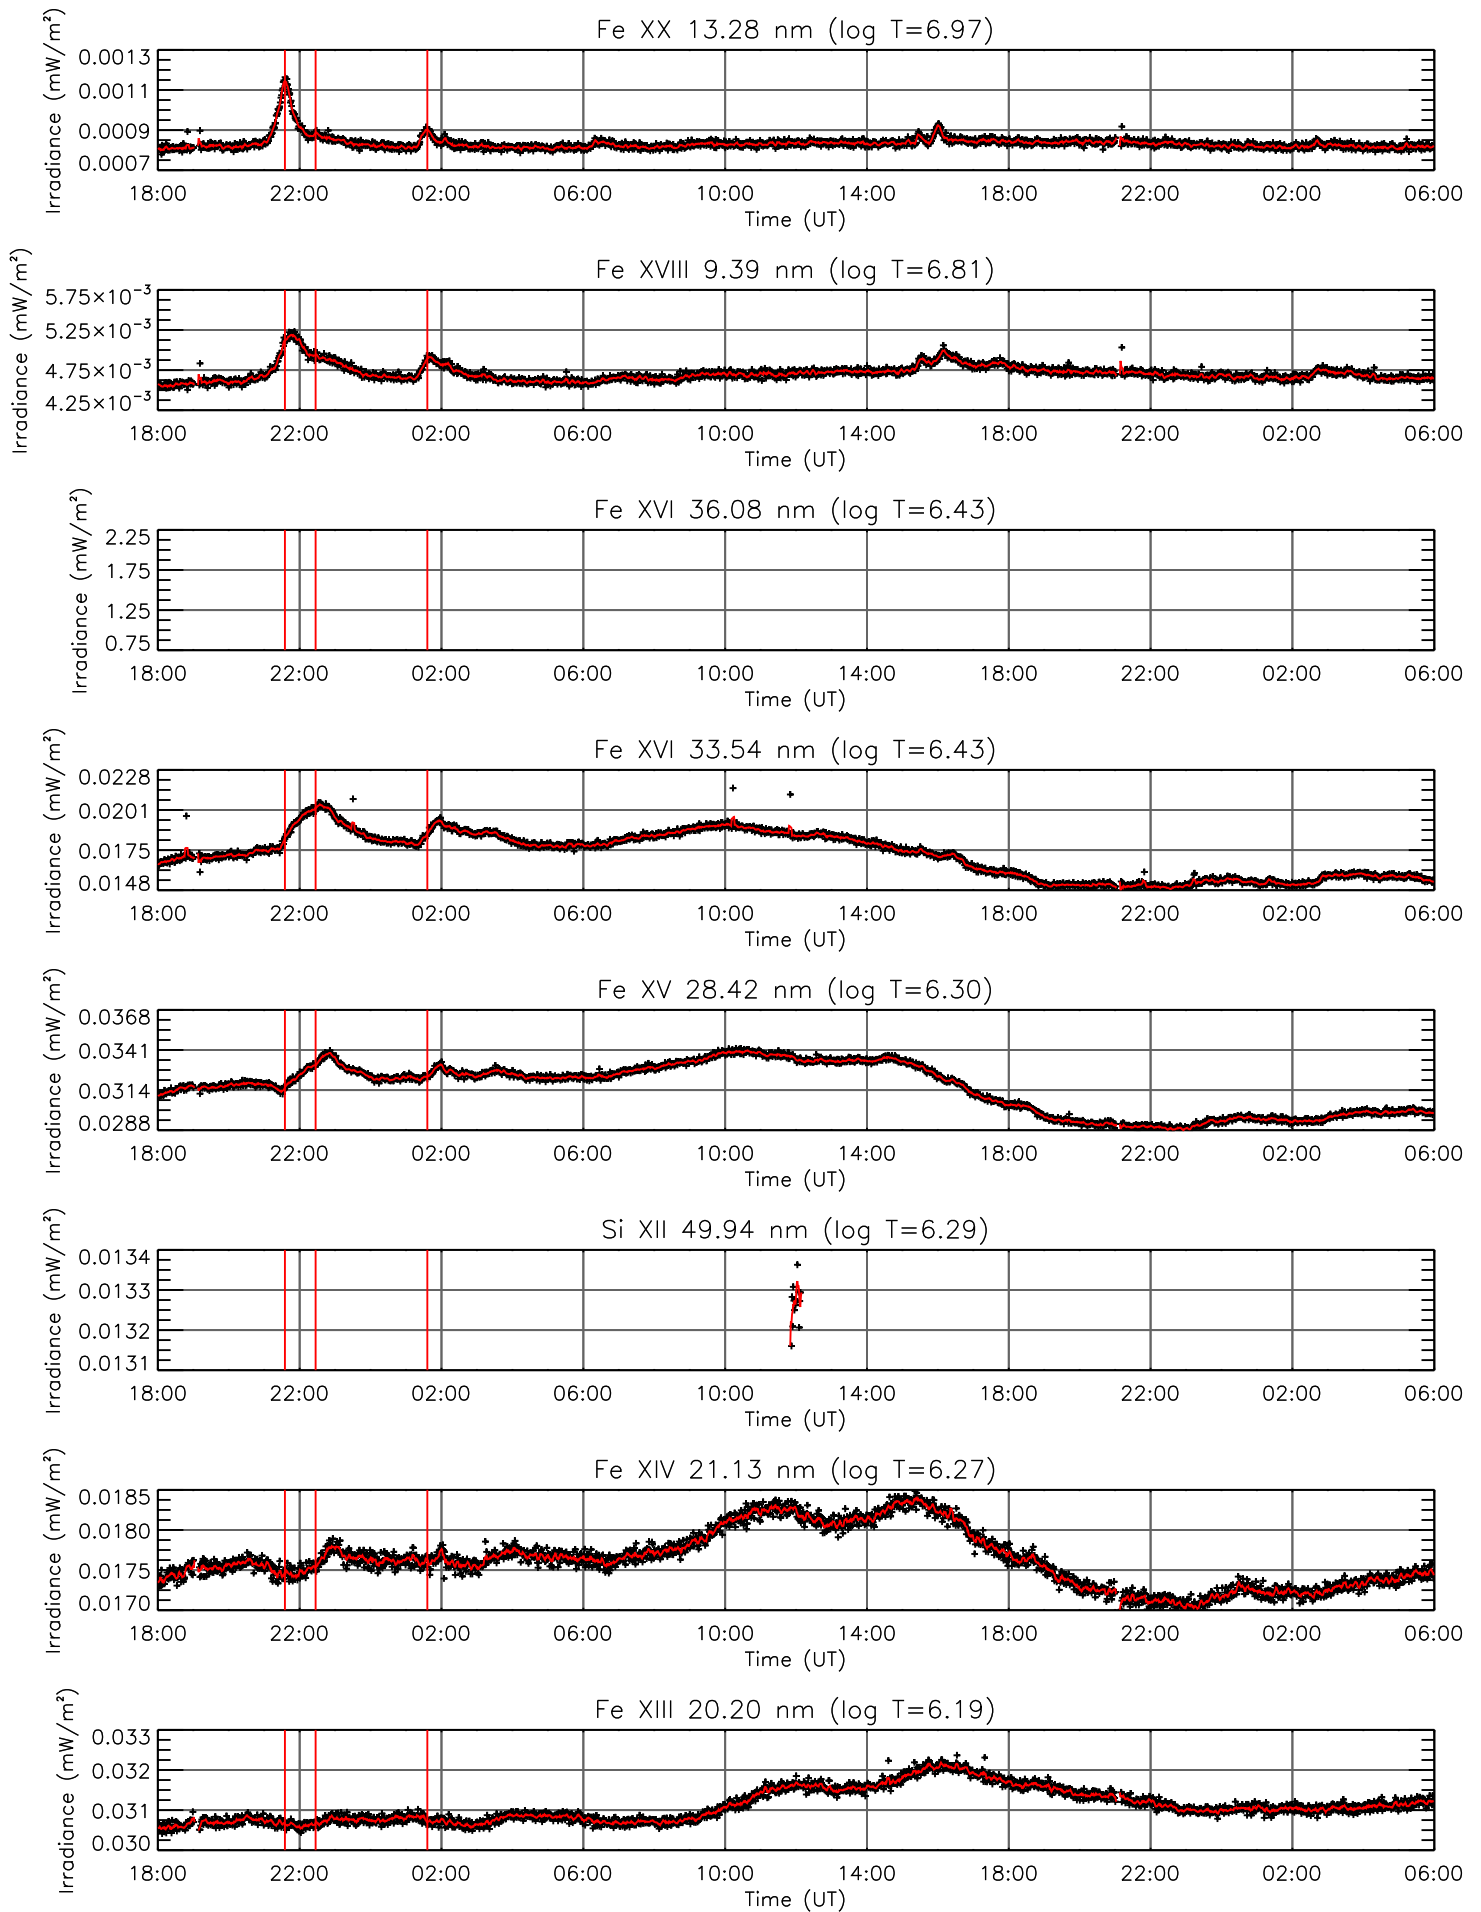 Fe XX 13.28 nm (log T=6.97)
Irradiance (mW/m²)
0.0013
0.0011
0.0009
0.0007
18:00 22:00 02:00 06:00 10:00 14:00 18:00 22:00 02:00 06:00
Time (UT)
Fe XVIII 9.39 nm (log T=6.81)
Irradiance (mW/m²)
5.75×10⁻³
5.25×10⁻³
4.75×10⁻³
4.25×10⁻³
18:00 22:00 02:00 06:00 10:00 14:00 18:00 22:00 02:00 06:00
Time (UT)
Fe XVI 36.08 nm (log T=6.43)
Irradiance (mW/m²)
2.25
1.75
1.25
0.75
18:00 22:00 02:00 06:00 10:00 14:00 18:00 22:00 02:00 06:00
Time (UT)
Fe XVI 33.54 nm (log T=6.43)
Irradiance (mW/m²)
0.0228
0.0201
0.0175
0.0148
18:00 22:00 02:00 06:00 10:00 14:00 18:00 22:00 02:00 06:00
Time (UT)
Fe XV 28.42 nm (log T=6.30)
Irradiance (mW/m²)
0.0368
0.0341
0.0314
0.0288
18:00 22:00 02:00 06:00 10:00 14:00 18:00 22:00 02:00 06:00
Time (UT)
Si XII 49.94 nm (log T=6.29)
Irradiance (mW/m²)
0.0134
0.0133
0.0132
0.0131
18:00 22:00 02:00 06:00 10:00 14:00 18:00 22:00 02:00 06:00
Time (UT)
Fe XIV 21.13 nm (log T=6.27)
Irradiance (mW/m²)
0.0185
0.0180
0.0175
0.0170
18:00 22:00 02:00 06:00 10:00 14:00 18:00 22:00 02:00 06:00
Time (UT)
Fe XIII 20.20 nm (log T=6.19)
Irradiance (mW/m²)
0.033
0.032
0.031
0.030
18:00 22:00 02:00 06:00 10:00 14:00 18:00 22:00 02:00 06:00
Time (UT)